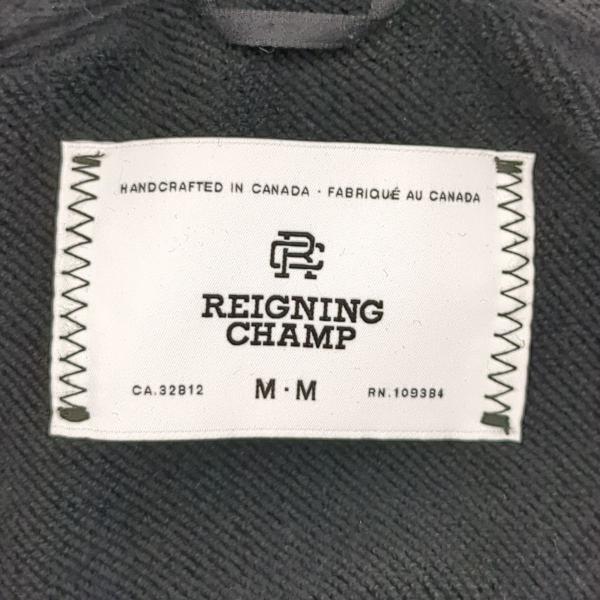 HANDCRAFTED IN CANADA · FABRIQUÉ AU CANADA
RC
REIGNING
CHAMP
CA.32812 M·M RN.109384